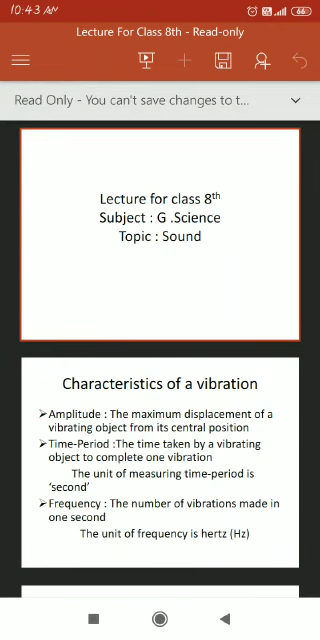 10:43 AM
66
Lecture For Class 8th - Read-only
Read Only - You can't save changes to t...
Lecture for class 8th
Subject : G .Science
Topic : Sound
Characteristics of a vibration
➢Amplitude : The maximum displacement of a
vibrating object from its central position
➢Time-Period :The time taken by a vibrating
object to complete one vibration
The unit of measuring time-period is
‘second’
➢Frequency : The number of vibrations made in
one second
The unit of frequency is hertz (Hz)